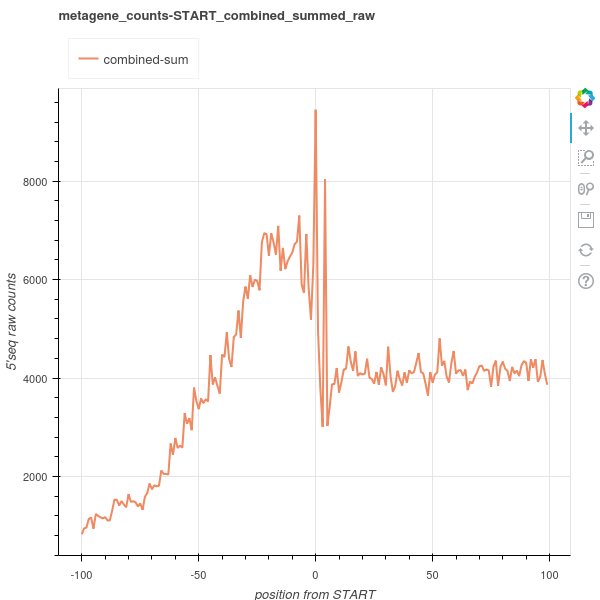 metagene_counts-START_combined_summed_raw
combined-sum
8000
6000
4000
2000
5'seq raw counts
-100
-50
0
50
100
position from START